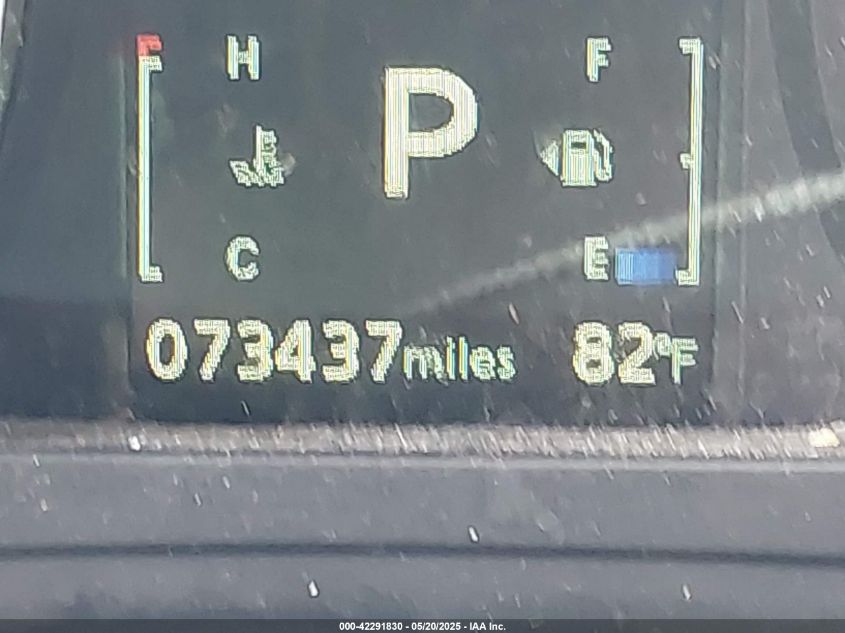 H P F
C E
073437miles 82°F
000-42291830 - 05/20/2025 - IAA Inc.